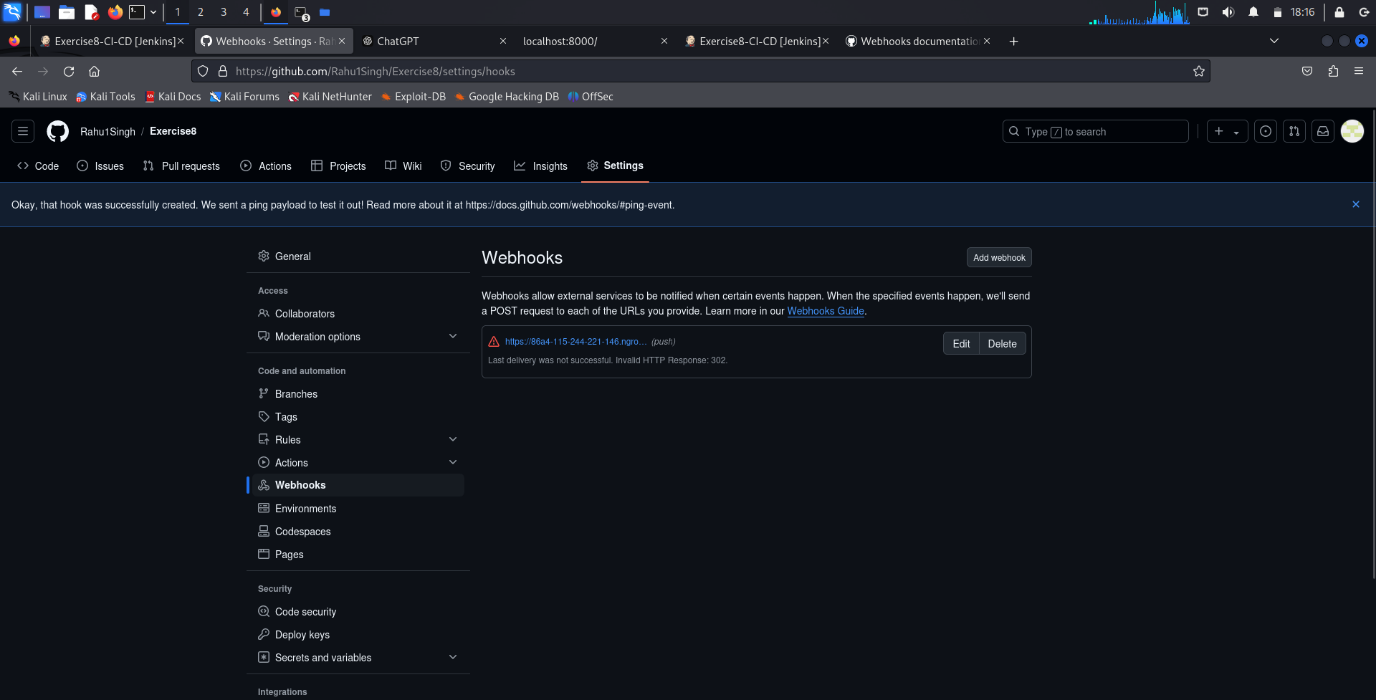 1 2 3 4 3 18:16
Exercise8-CI-CD [Jenkins] Webhooks · Settings · Rah ChatGPT localhost:8000/ Exercise8-CI-CD [Jenkins] Webhooks documentatio
https://github.com/Rahu1Singh/Exercise8/settings/hooks
Kali Linux Kali Tools Kali Docs Kali Forums Kali NetHunter Exploit-DB Google Hacking DB OffSec
Rahu1Singh / Exercise8 Type / to search
Code Issues Pull requests Actions Projects Wiki Security Insights Settings
Okay, that hook was successfully created. We sent a ping payload to test it out! Read more about it at https://docs.github.com/webhooks/#ping-event.
General
Access
Collaborators
Moderation options
Code and automation
Branches
Tags
Rules
Actions
Webhooks
Environments
Codespaces
Pages
Security
Code security
Deploy keys
Secrets and variables
Integrations
Webhooks Add webhook
Webhooks allow external services to be notified when certain events happen. When the specified events happen, we'll send
a POST request to each of the URLs you provide. Learn more in our Webhooks Guide.
https://86a4-115-244-221-146.ngro… (push) Edit Delete
Last delivery was not successful. Invalid HTTP Response: 302.